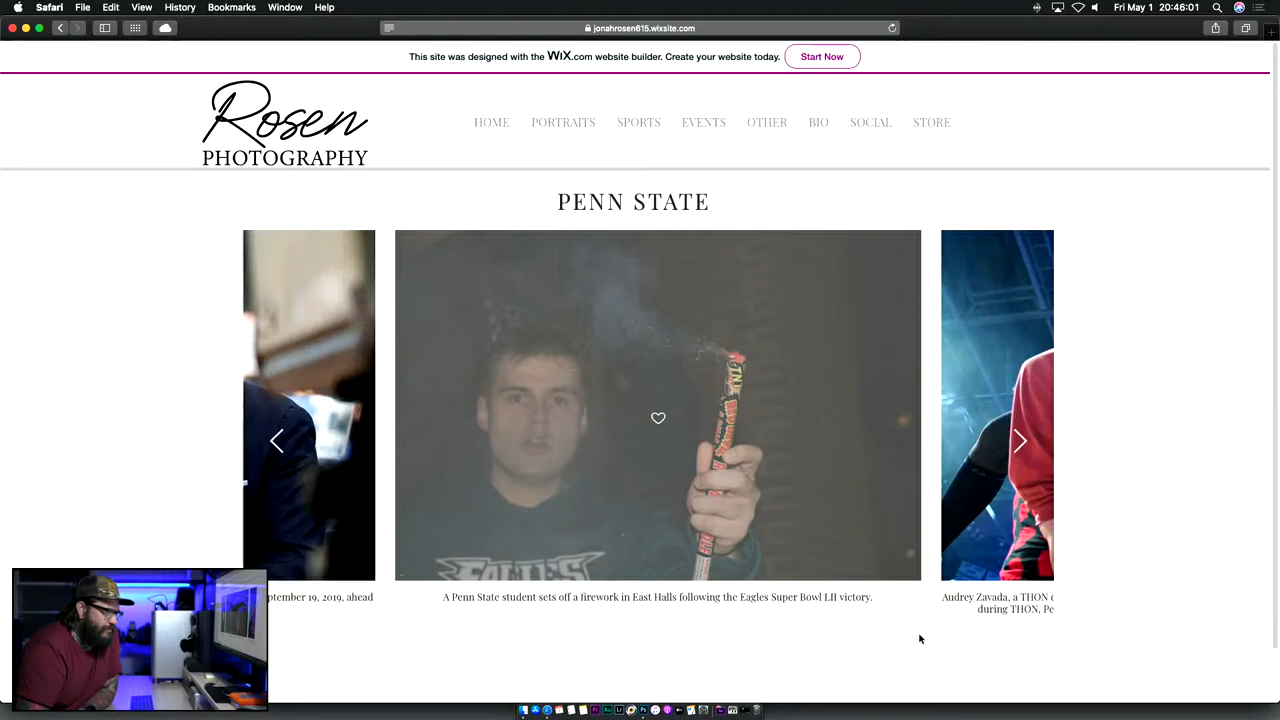 Safari File Edit View History Bookmarks Window Help Fri May 1 20:46:01
jonahrosen615.wixsite.com
This site was designed with the WiX.com website builder. Create your website today. Start Now
Rosen
PHOTOGRAPHY
HOME PORTRAITS SPORTS EVENTS OTHER BIO SOCIAL STORE
PENN STATE
TNT
EAGLES
ptember 19, 2019, ahead
A Penn State student sets off a firework in East Halls following the Eagles Super Bowl LII victory.
Audrey Zavada, a THON
during THON, Pe